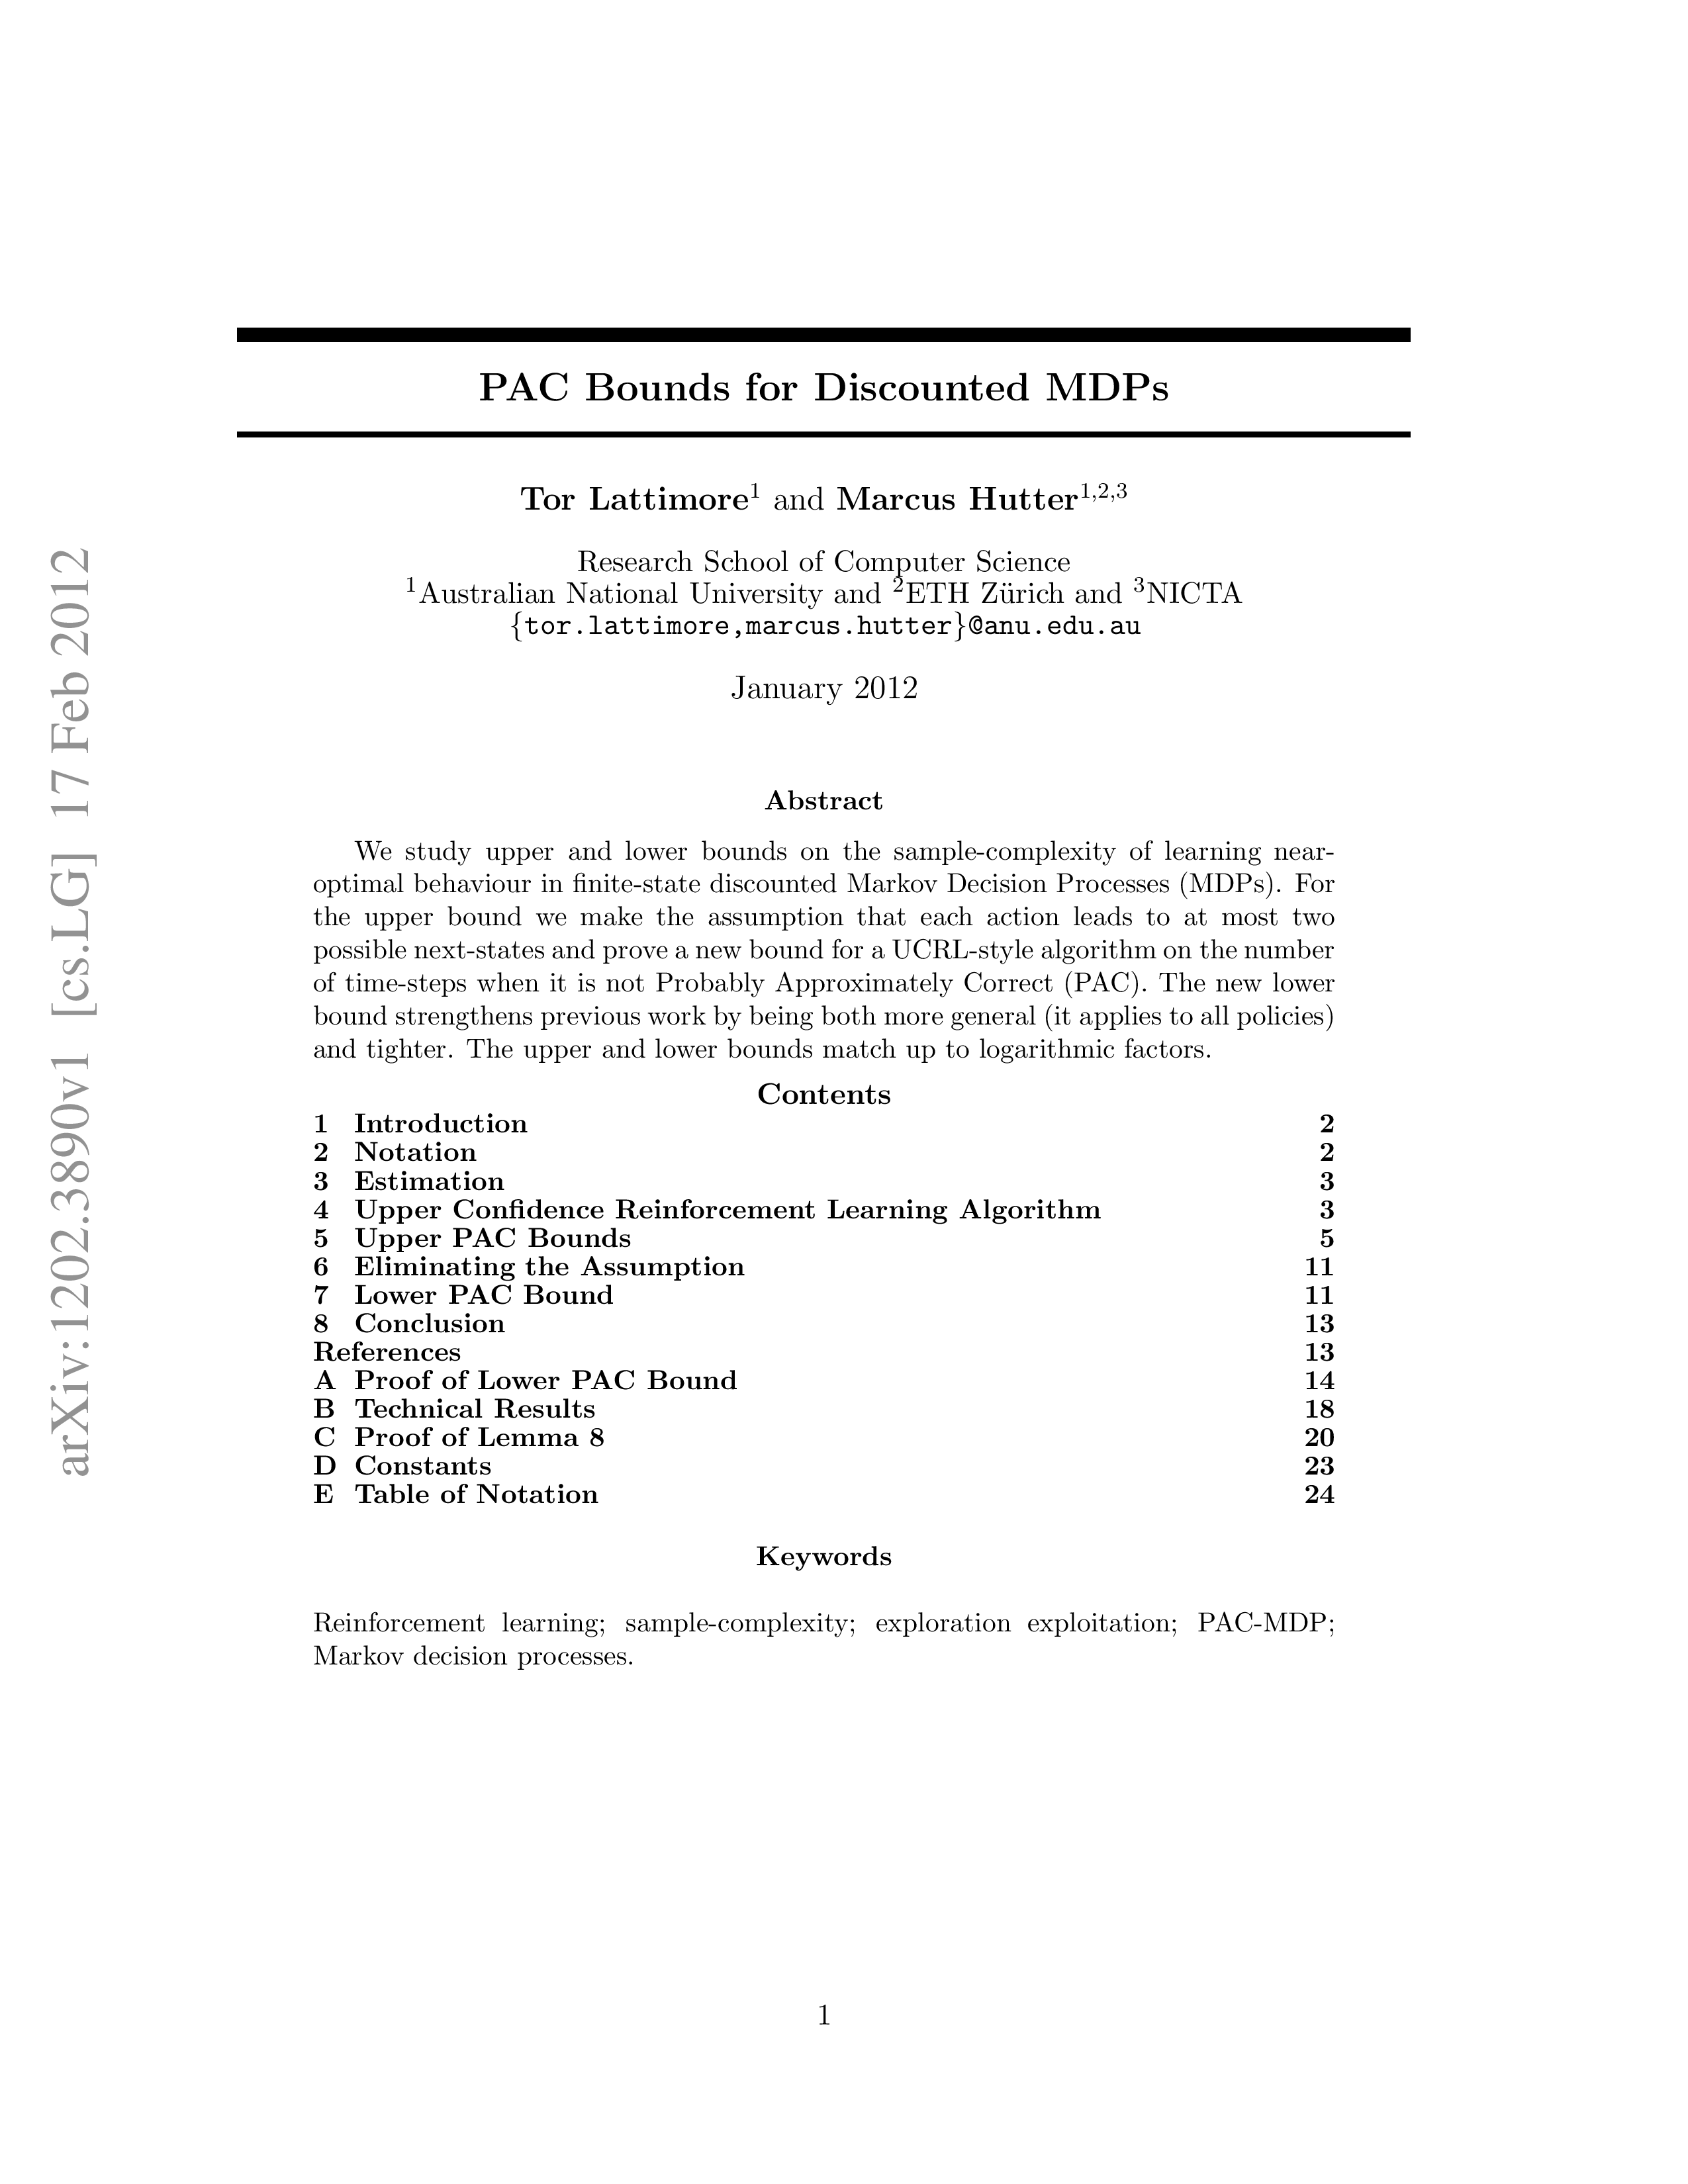 PAC Bounds for Discounted MDPs
Tor Lattimore1 and Marcus Hutter1,2,3
Research School of Computer Science
1Australian National University and 2ETH Zürich and 3NICTA
{tor.lattimore,marcus.hutter}@anu.edu.au
January 2012
arXiv:1202.3890v1 [cs.LG] 17 Feb 2012
Abstract
We study upper and lower bounds on the sample-complexity of learning near-
optimal behaviour in finite-state discounted Markov Decision Processes (MDPs). For
the upper bound we make the assumption that each action leads to at most two
possible next-states and prove a new bound for a UCRL-style algorithm on the number
of time-steps when it is not Probably Approximately Correct (PAC). The new lower
bound strengthens previous work by being both more general (it applies to all policies)
and tighter. The upper and lower bounds match up to logarithmic factors.
Contents
1 Introduction 2
2 Notation 2
3 Estimation 3
4 Upper Confidence Reinforcement Learning Algorithm 3
5 Upper PAC Bounds 5
6 Eliminating the Assumption 11
7 Lower PAC Bound 11
8 Conclusion 13
References 13
A Proof of Lower PAC Bound 14
B Technical Results 18
C Proof of Lemma 8 20
D Constants 23
E Table of Notation 24
Keywords
Reinforcement learning; sample-complexity; exploration exploitation; PAC-MDP;
Markov decision processes.
1